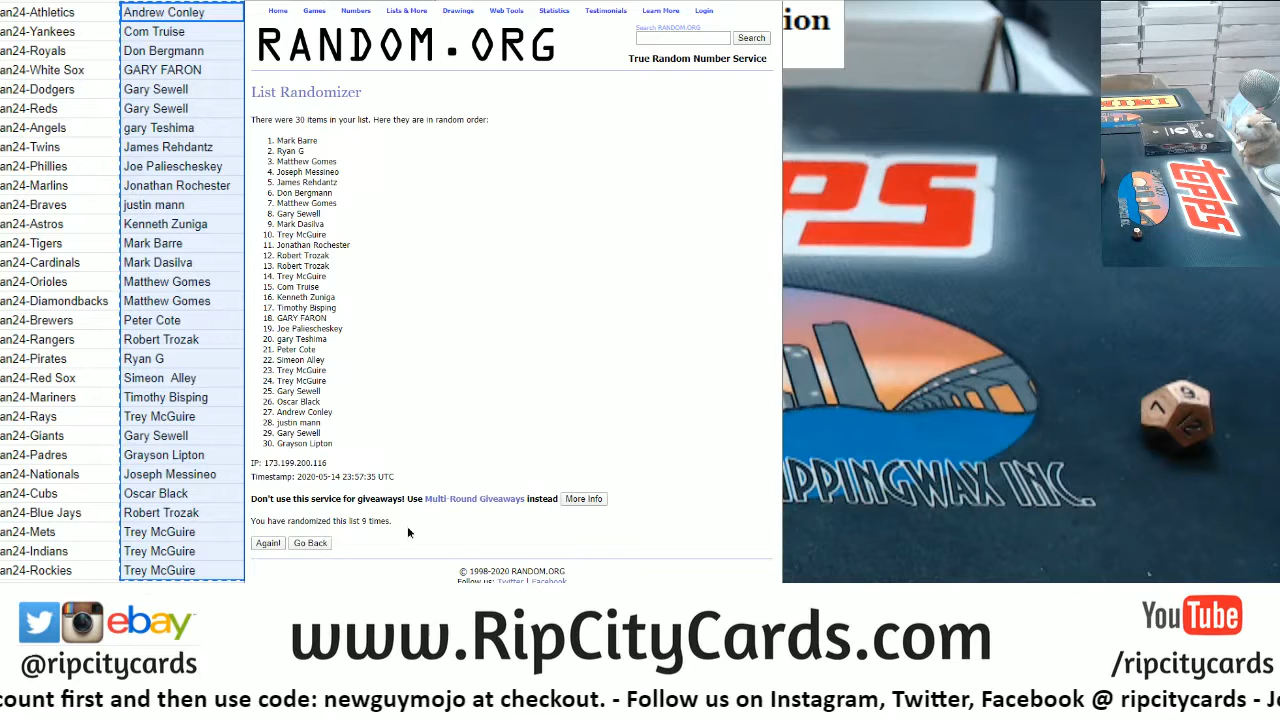 an24-Athletics Andrew Conley
an24-Yankees Com Truise
an24-Royals Don Bergmann
an24-White Sox GARY FARON
an24-Dodgers Gary Sewell
an24-Reds Gary Sewell
an24-Angels gary Teshima
an24-Twins James Rehdantz
an24-Phillies Joe Paliescheskey
an24-Marlins Jonathan Rochester
an24-Braves justin mann
an24-Astros Kenneth Zuniga
an24-Tigers Mark Barre
an24-Cardinals Mark Dasilva
an24-Orioles Matthew Gomes
an24-Diamondbacks Matthew Gomes
an24-Brewers Peter Cote
an24-Rangers Robert Trozak
an24-Pirates Ryan G
an24-Red Sox Simeon Alley
an24-Mariners Timothy Bisping
an24-Rays Trey McGuire
an24-Giants Gary Sewell
an24-Padres Grayson Lipton
an24-Nationals Joseph Messineo
an24-Cubs Oscar Black
an24-Blue Jays Robert Trozak
an24-Mets Trey McGuire
an24-Indians Trey McGuire
an24-Rockies Trey McGuire
Home Games Numbers Lists & More Drawings Web Tools Statistics Testimonials Learn More Login
RANDOM.ORG
Search RANDOM.ORG
Search
True Random Number Service
List Randomizer
There were 30 items in your list. Here they are in random order:
1. Mark Barre
2. Ryan G
3. Matthew Gomes
4. Joseph Messineo
5. James Rehdantz
6. Don Bergmann
7. Matthew Gomes
8. Gary Sewell
9. Mark Dasilva
10. Trey McGuire
11. Jonathan Rochester
12. Robert Trozak
13. Robert Trozak
14. Trey McGuire
15. Com Truise
16. Kenneth Zuniga
17. Timothy Bisping
18. GARY FARON
19. Joe Paliescheskey
20. gary Teshima
21. Peter Cote
22. Simeon Alley
23. Trey McGuire
24. Trey McGuire
25. Gary Sewell
26. Oscar Black
27. Andrew Conley
28. justin mann
29. Gary Sewell
30. Grayson Lipton
IP: 173.199.200.116
Timestamp: 2020-05-14 23:57:35 UTC
Don't use this service for giveaways! Use Multi-Round Giveaways instead More Info
You have randomized this list 9 times.
Again! Go Back
© 1998-2020 RANDOM.ORG
Follow us: Twitter | Facebook
ion
PS
IPPINGWAX INC.
7 9 12
topps
ebay
@ripcitycards
www.RipCityCards.com
YouTube
/ripcitycards
count first and then use code: newguymojo at checkout. - Follow us on Instagram, Twitter, Facebook @ ripcitycards - J